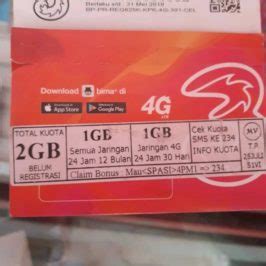 Berlaku s/d : 31 Mei 2018
Download bima+ di
App Store
Google Play
4G LTE
TOTAL KUOTA
2GB
BELUM
REGISTRASI
1GB
Semua Jaringan
24 Jam 12 Bulan
1GB
Jaringan 4G
24 Jam 30 Hari
Cek Kuota
SMS KE 234
INFO KUOTA
MV
T.P
Claim Bonus : Mau<SPASI>4PM1 => 234